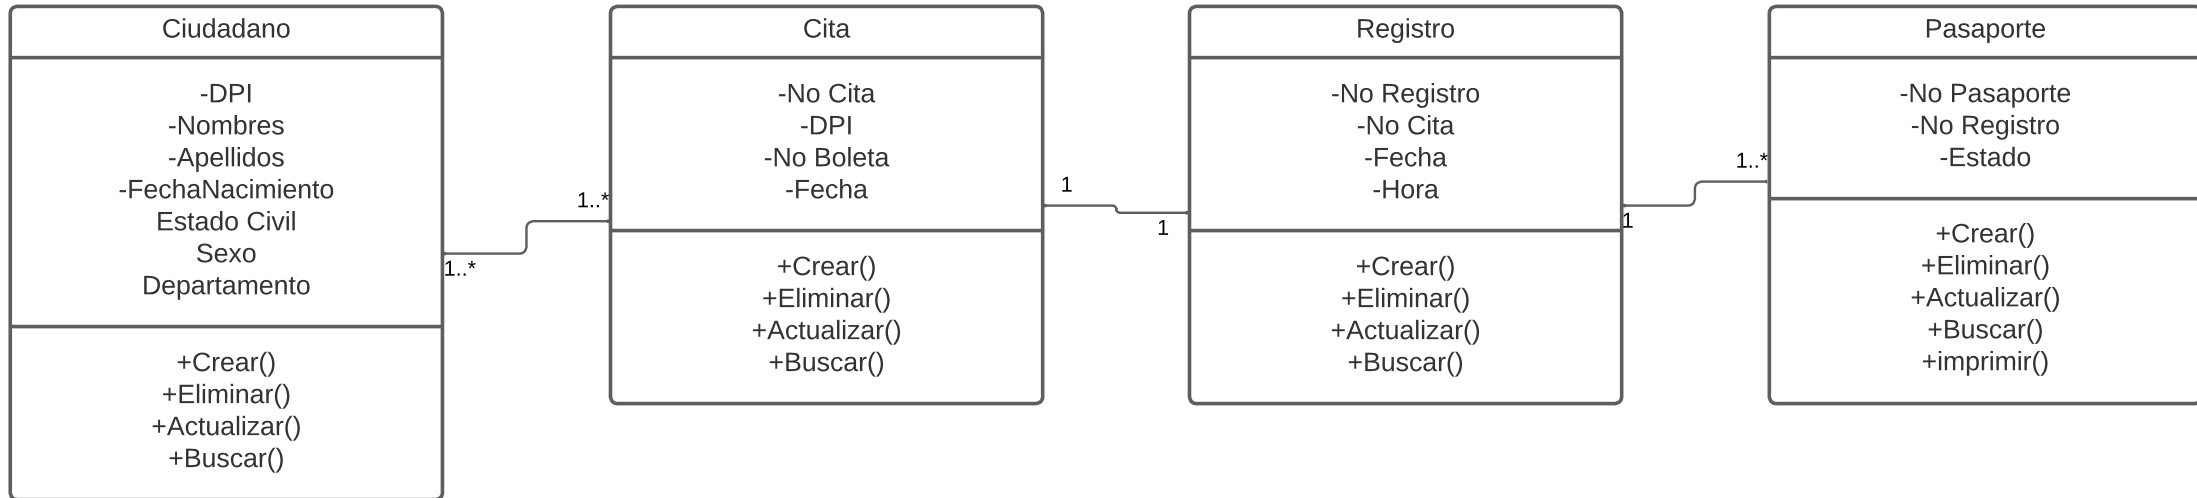 Ciudadano
-DPI
-Nombres
-Apellidos
-FechaNacimiento
Estado Civil
Sexo
Departamento
+Crear()
+Eliminar()
+Actualizar()
+Buscar()
1..*
1..*
Cita
-No Cita
-DPI
-No Boleta
-Fecha
+Crear()
+Eliminar()
+Actualizar()
+Buscar()
1
1
Registro
-No Registro
-No Cita
-Fecha
-Hora
+Crear()
+Eliminar()
+Actualizar()
+Buscar()
1
1..*
Pasaporte
-No Pasaporte
-No Registro
-Estado
+Crear()
+Eliminar()
+Actualizar()
+Buscar()
+imprimir()